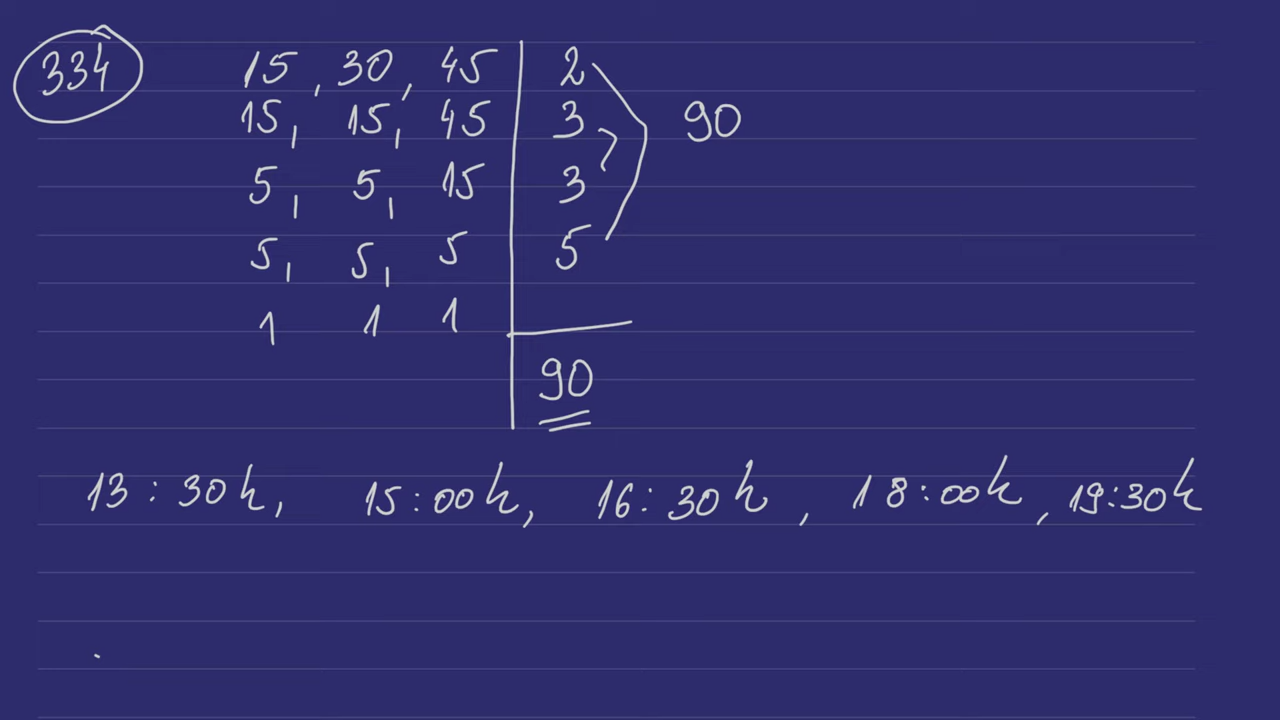 334
15, 30, 45 | 2
15, 15, 45 | 3 90
5, 5, 15 | 3
5, 5, 5 | 5
1 1 1
90
13:30h, 15:00h, 16:30h, 18:00h, 19:30h